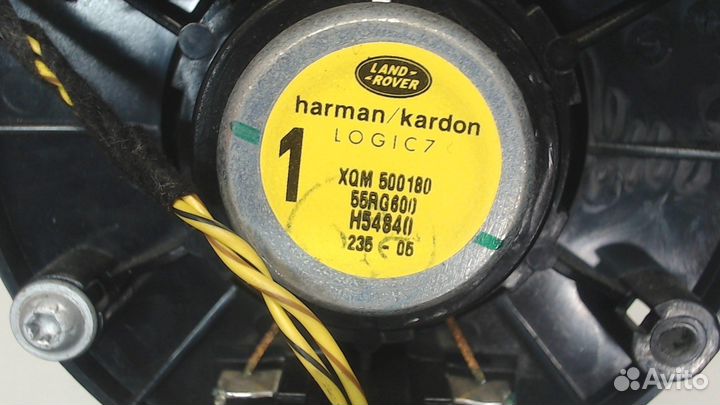 LAND-
-ROVER
harman/kardon
LOGIC7
1
XQM 500180
55RG600
H54840
235 - 05
Avito